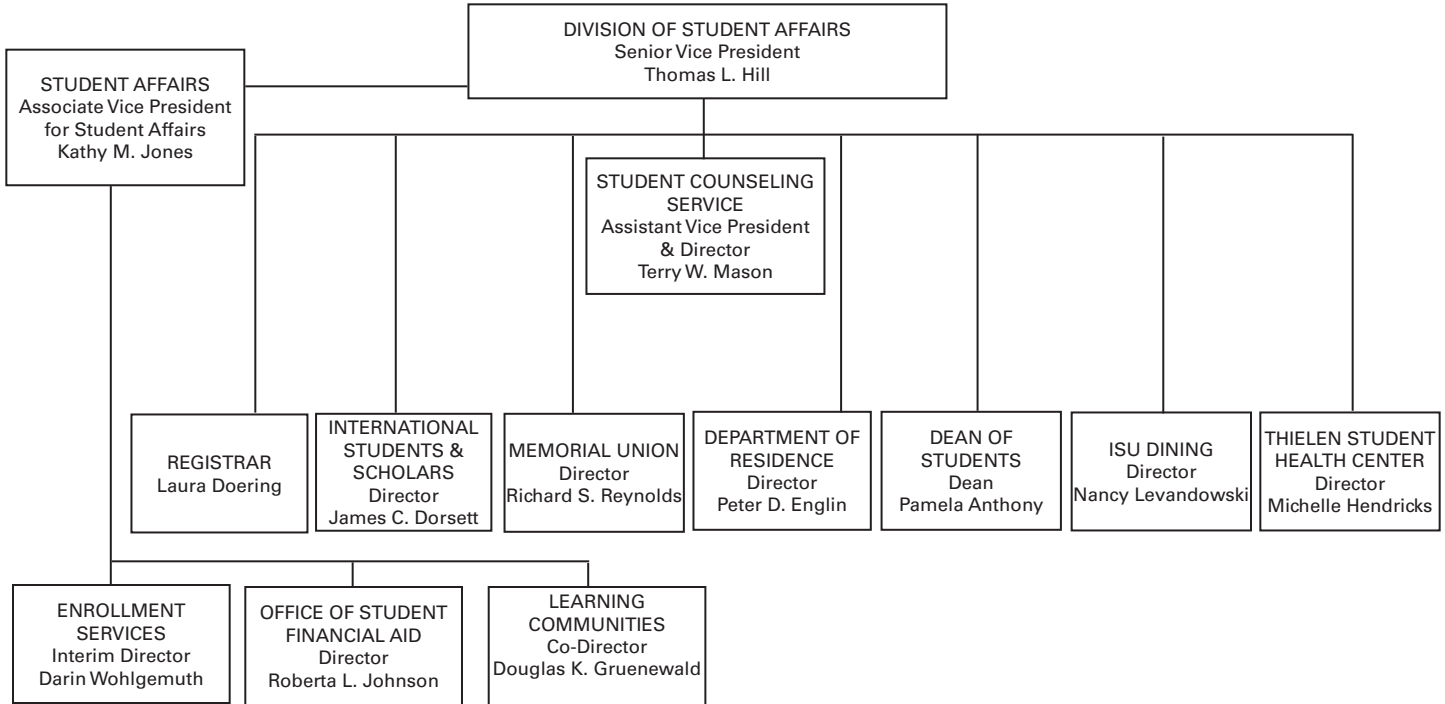 DIVISION OF STUDENT AFFAIRS
Senior Vice President
Thomas L. Hill
STUDENT AFFAIRS
Associate Vice President
for Student Affairs
Kathy M. Jones
STUDENT COUNSELING
SERVICE
Assistant Vice President
& Director
Terry W. Mason
REGISTRAR
Laura Doering
INTERNATIONAL
STUDENTS &
SCHOLARS
Director
James C. Dorsett
MEMORIAL UNION
Director
Richard S. Reynolds
DEPARTMENT OF
RESIDENCE
Director
Peter D. Englin
DEAN OF
STUDENTS
Dean
Pamela Anthony
ISU DINING
Director
Nancy Levandowski
THIELEN STUDENT
HEALTH CENTER
Director
Michelle Hendricks
ENROLLMENT
SERVICES
Interim Director
Darin Wohlgemuth
OFFICE OF STUDENT
FINANCIAL AID
Director
Roberta L. Johnson
LEARNING
COMMUNITIES
Co-Director
Douglas K. Gruenewald